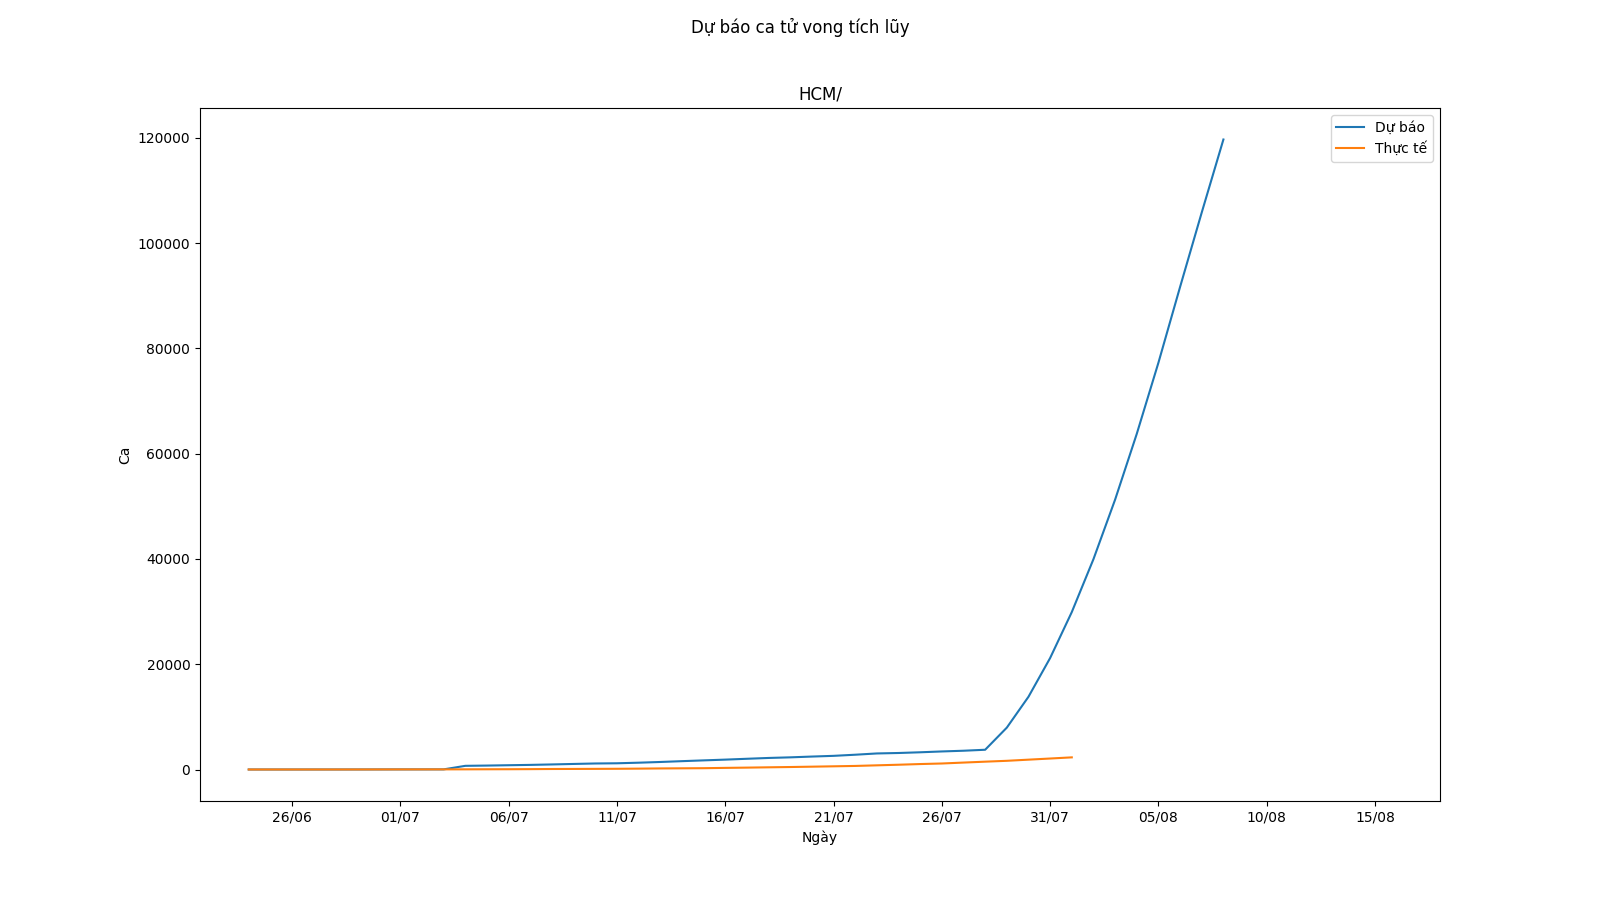 Dự báo ca tử vong tích lũy
HCM/
Dự báo
Thực tế
120000
100000
80000
60000
40000
20000
0
Ca
26/06 01/07 06/07 11/07 16/07 21/07 26/07 31/07 05/08 10/08 15/08
Ngày